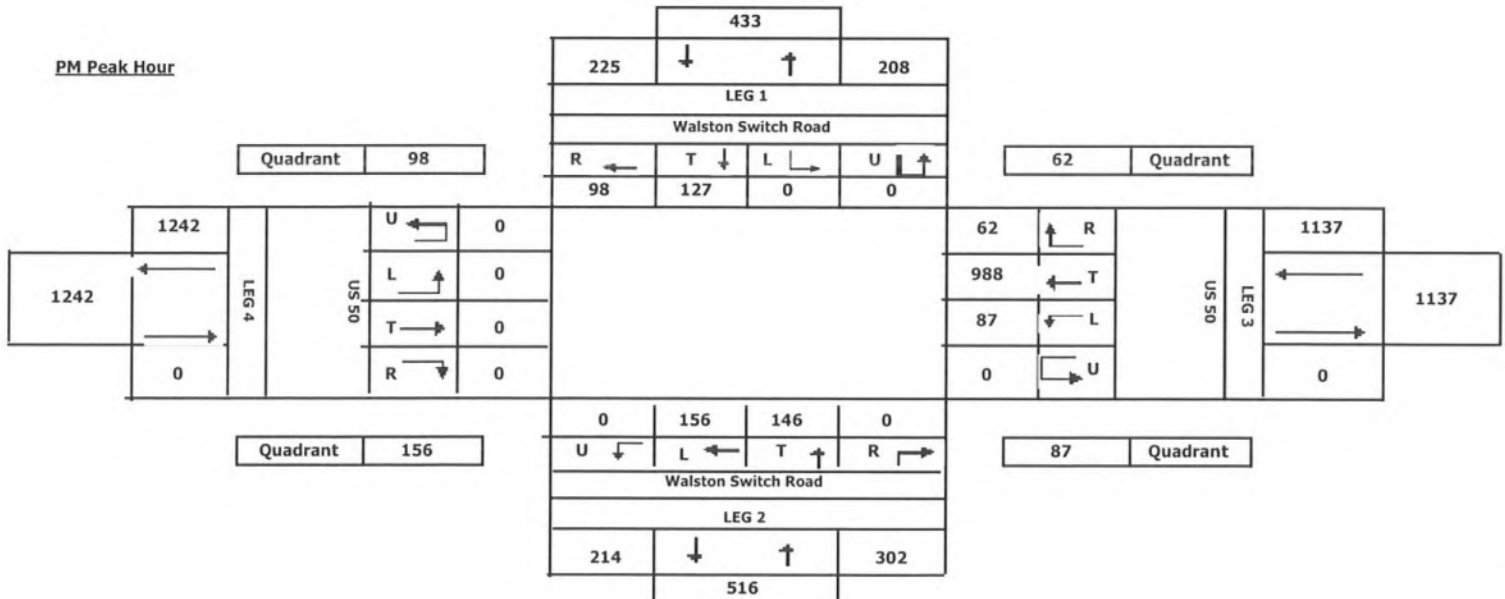 433
PM Peak Hour
225 208
LEG 1
Walston Switch Road
Quadrant 98
R T L U
62 Quadrant
98 127 0 0
1242 U 0
L 0
1242 LEG 4 US 50
T 0
0 R 0
62 R 1137
988 T
87 L US 50 LEG 3 1137
0 U 0
0 156 146 0
Quadrant 156
U L T R
87 Quadrant
Walston Switch Road
LEG 2
214 302
516